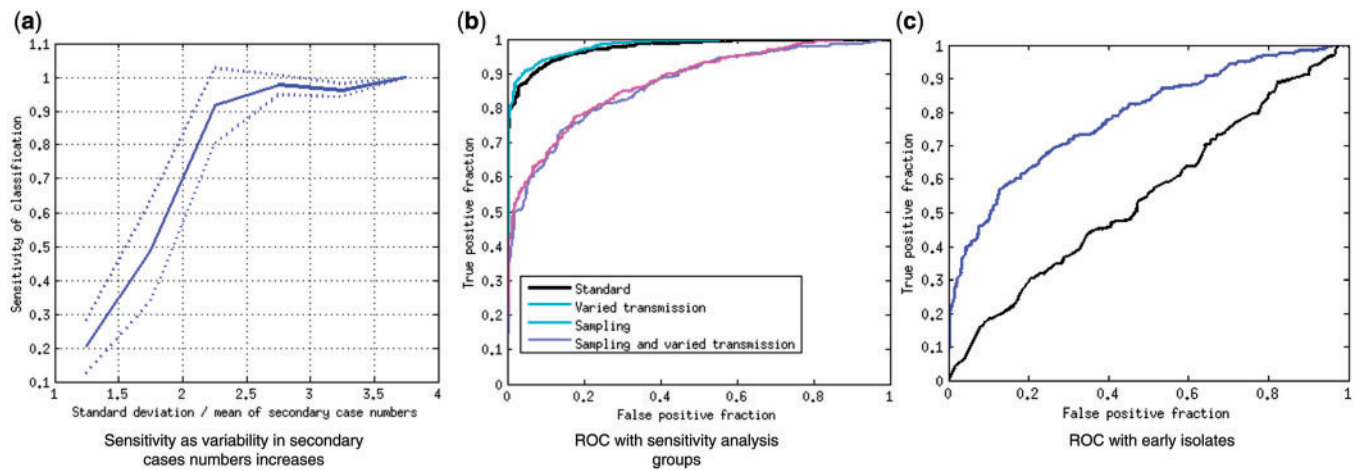 (a)
1.1
1
0.9
0.8
0.7
0.6
0.5
0.4
0.3
0.2
0.1
Sensitivity of classification
1 1.5 2 2.5 3 3.5 4
Standard deviation / mean of secondary case numbers
Sensitivity as variability in secondary
cases numbers increases
(b)
1
0.9
0.8
0.7
0.6
0.5
0.4
0.3
0.2
0.1
0
True positive fraction
Standard
Varied transmission
Sampling
Sampling and varied transmission
0 0.2 0.4 0.6 0.8 1
False positive fraction
ROC with sensitivity analysis
groups
(c)
1
0.9
0.8
0.7
0.6
0.5
0.4
0.3
0.2
0.1
0
True positive fraction
0 0.2 0.4 0.6 0.8 1
False positive fraction
ROC with early isolates